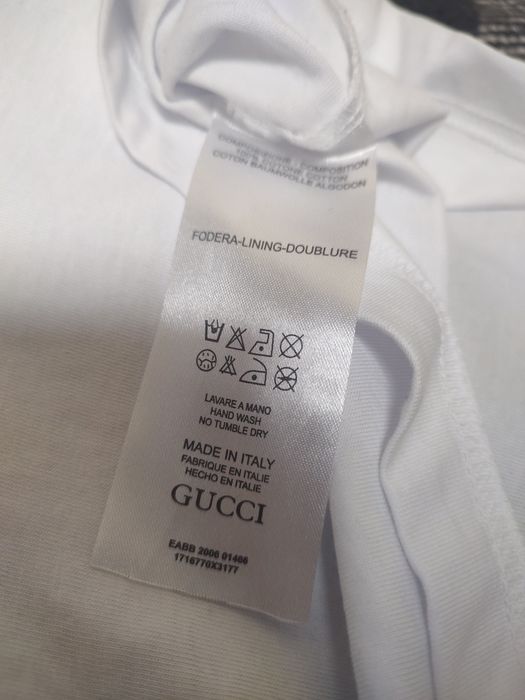 COMPOSIZIONE - COMPOSITION
100% COTONE COTTON
COTON BAUMWOLLE ALGODON
FODERA-LINING-DOUBLURE
LAVARE A MANO
HAND WASH
NO TUMBLE DRY
MADE IN ITALY
FABRIQUE EN ITALIE
HECHO EN ITALIE
GUCCI
EABB 2006 01466
1716770X3177